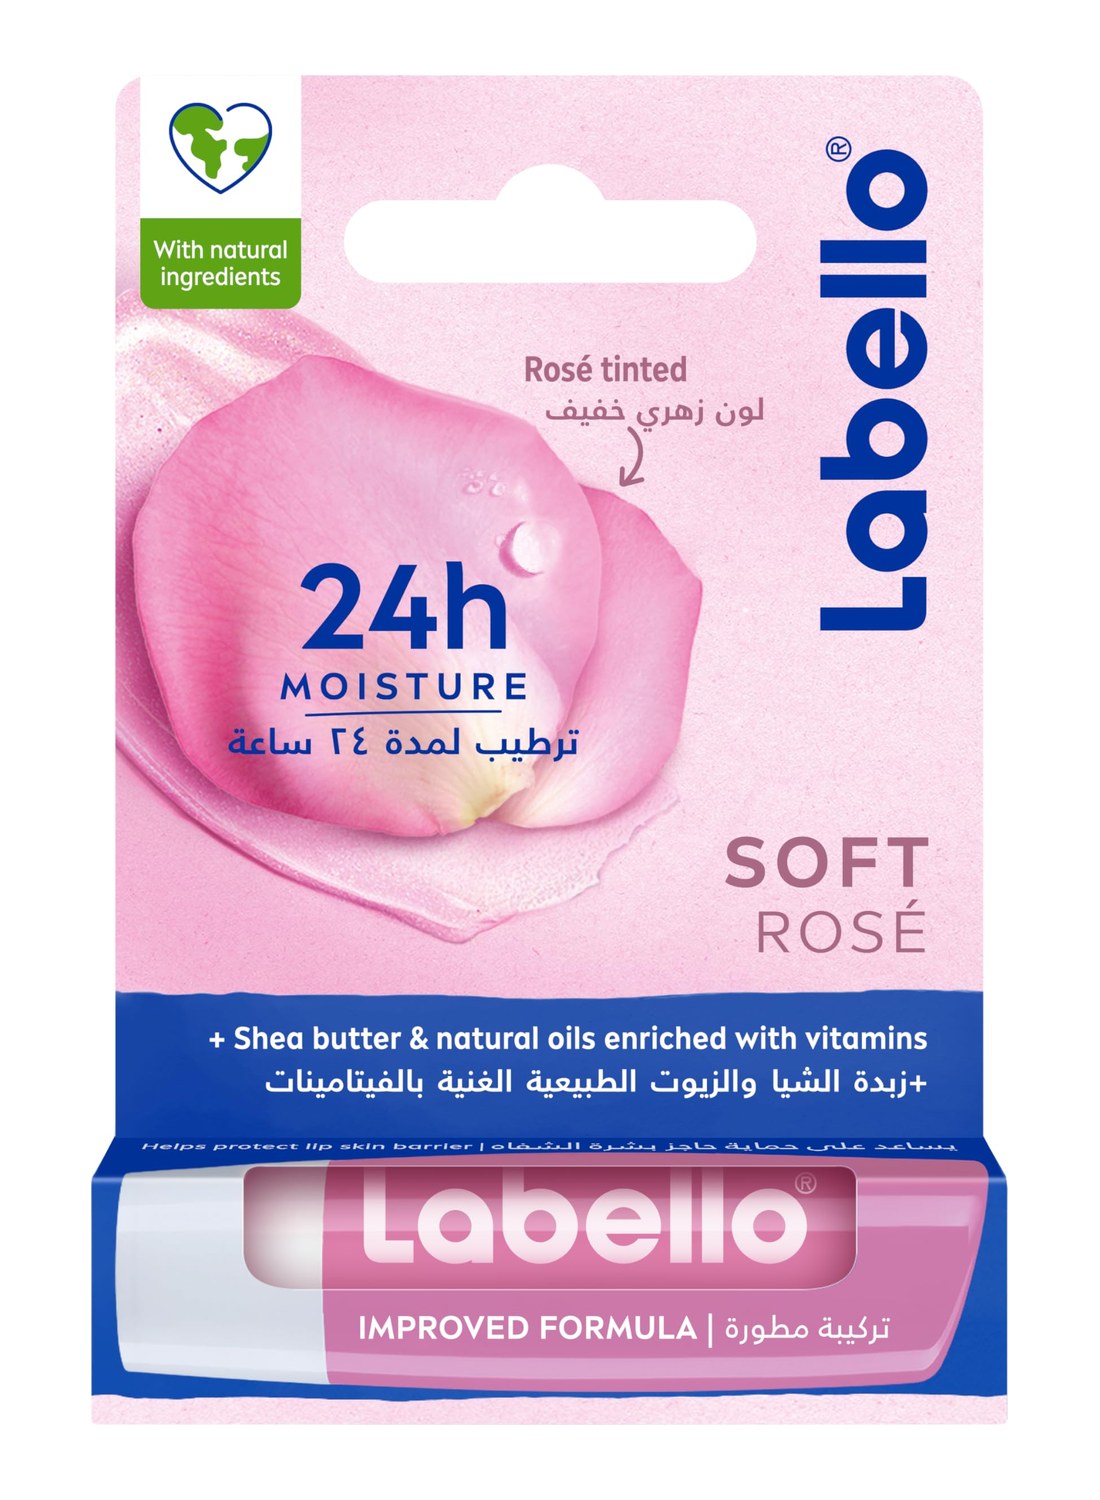 With natural
ingredients
Labello®
Rosé tinted
لون زهري خفيف
24h
MOISTURE
ترطيب لمدة ٢٤ ساعة
SOFT
ROSÉ
+ Shea butter & natural oils enriched with vitamins
+زبدة الشيا والزيوت الطبيعية الغنية بالفيتامينات
Helps protect lip skin barrier | يساعد على حماية حاجز بشرة الشفاه
Labello®
IMPROVED FORMULA | تركيبة مطورة